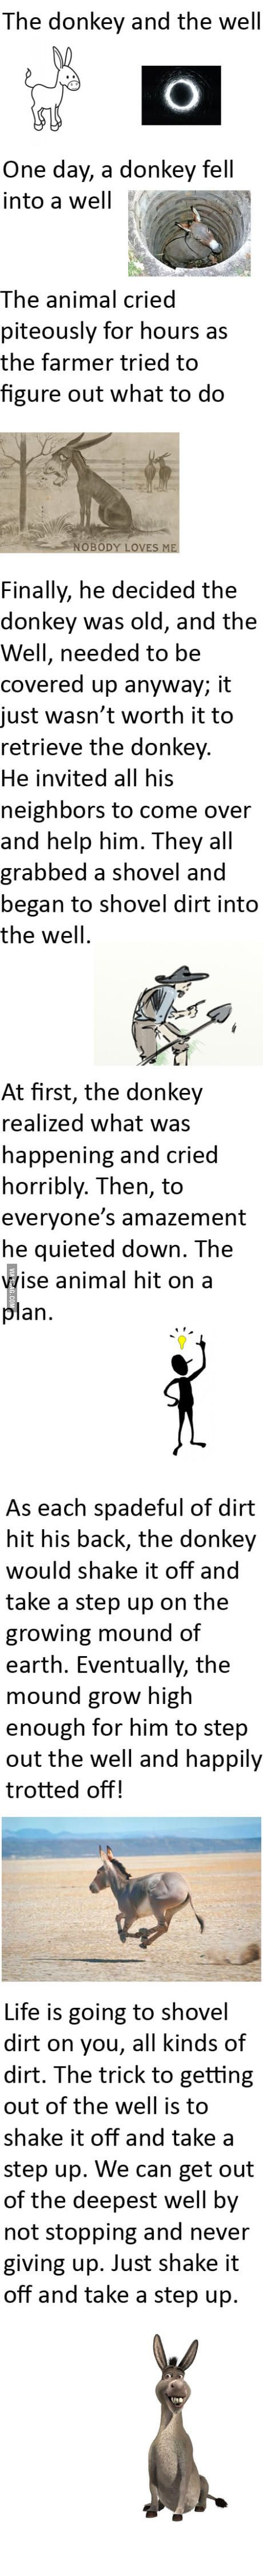 The donkey and the well
One day, a donkey fell
into a well
The animal cried
piteously for hours as
the farmer tried to
figure out what to do
NOBODY LOVES ME
Finally, he decided the
donkey was old, and the
Well, needed to be
covered up anyway; it
just wasn’t worth it to
retrieve the donkey.
He invited all his
neighbors to come over
and help him. They all
grabbed a shovel and
began to shovel dirt into
the well.
At first, the donkey
realized what was
happening and cried
horribly. Then, to
everyone’s amazement
he quieted down. The
wise animal hit on a
plan.
VIA 9GAG.COM
As each spadeful of dirt
hit his back, the donkey
would shake it off and
take a step up on the
growing mound of
earth. Eventually, the
mound grow high
enough for him to step
out the well and happily
trotted off!
Life is going to shovel
dirt on you, all kinds of
dirt. The trick to getting
out of the well is to
shake it off and take a
step up. We can get out
of the deepest well by
not stopping and never
giving up. Just shake it
off and take a step up.